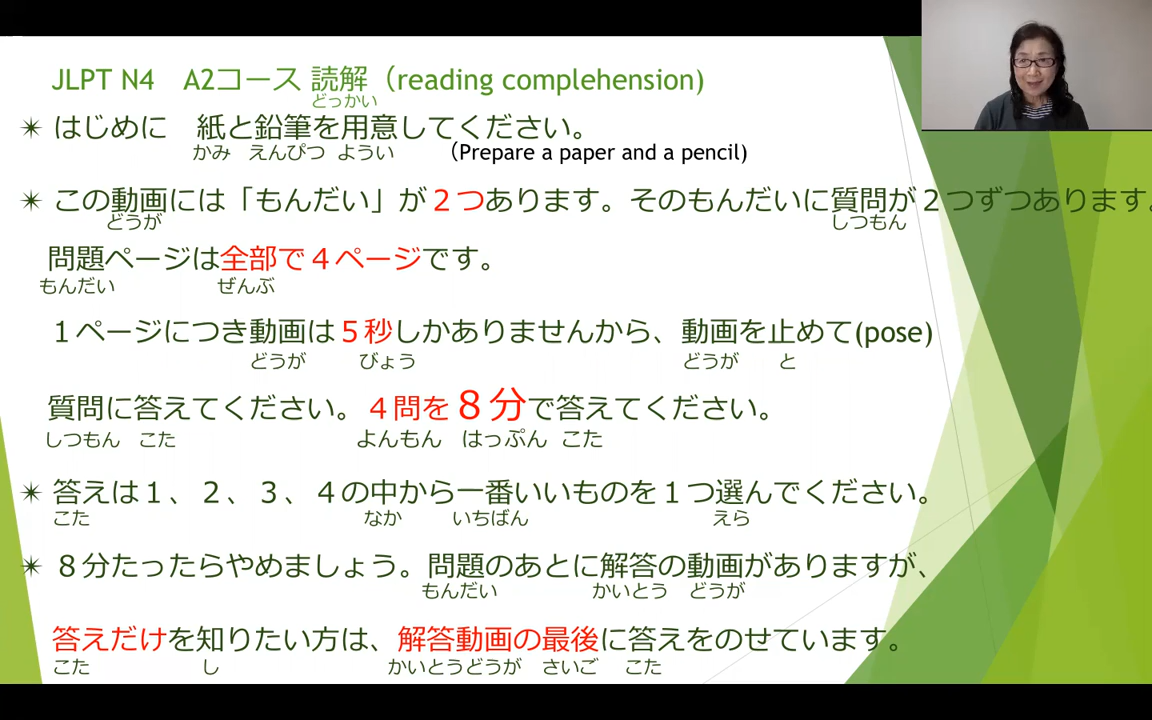 JLPT N4 A2コース 読解（reading complehension)
どっかい
✴ はじめに 紙と鉛筆を用意してください。
かみ えんぴつ ようい （Prepare a paper and a pencil)
✴ この動画には「もんだい」が２つあります。そのもんだいに質問が２つずつあります。
どうが しつもん
問題ページは全部で４ページです。
もんだい ぜんぶ
１ページにつき動画は５秒しかありませんから、動画を止めて(pose)
どうが びょう どうが と
質問に答えてください。４問を８分で答えてください。
しつもん こた よんもん はっぷん こた
✴ 答えは１、２、３、４の中から一番いいものを１つ選んでください。
こた なか いちばん えら
✴ ８分たったらやめましょう。問題のあとに解答の動画がありますが、
もんだい かいとう どうが
答えだけを知りたい方は、解答動画の最後に答えをのせています。
こた し かいとうどうが さいご こた